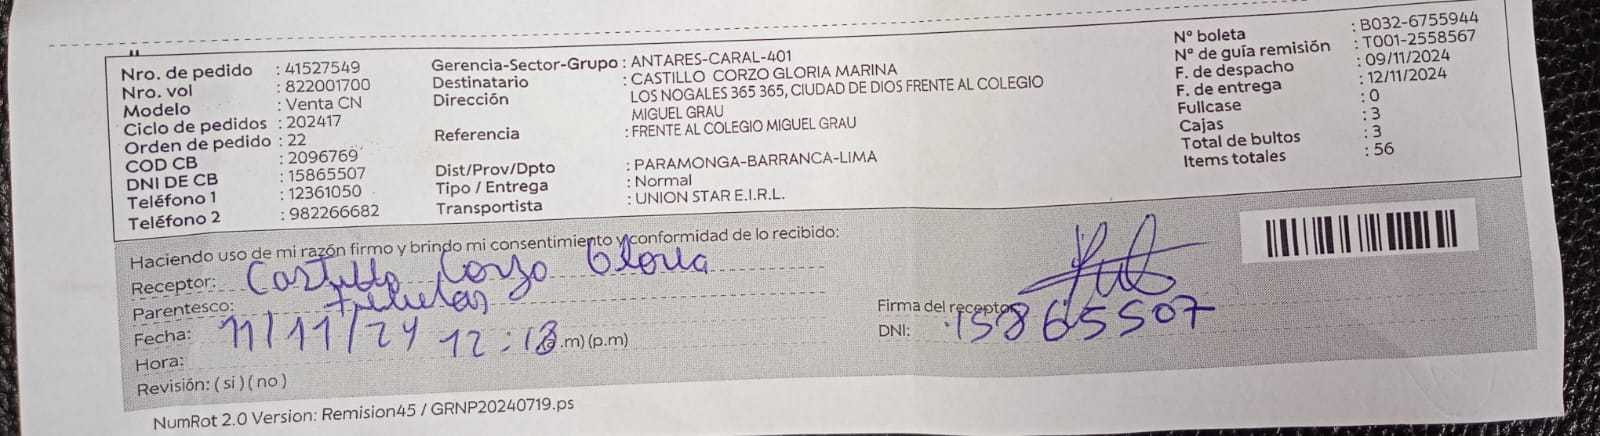 Nro. de pedido : 41527549
Nro. vol : 822001700
Modelo : Venta CN
Ciclo de pedidos : 202417
Orden de pedido : 22
COD CB : 2096769
DNI DE CB : 15865507
Teléfono 1 : 12361050
Teléfono 2 : 982266682
Gerencia-Sector-Grupo : ANTARES-CARAL-401
Destinatario : CASTILLO CORZO GLORIA MARINA
Dirección LOS NOGALES 365 365, CIUDAD DE DIOS FRENTE AL COLEGIO
MIGUEL GRAU
Referencia : FRENTE AL COLEGIO MIGUEL GRAU
Dist/Prov/Dpto : PARAMONGA-BARRANCA-LIMA
Tipo / Entrega : Normal
Transportista : UNION STAR E.I.R.L.
N° boleta : B032-6755944
N° de guía remisión : T001-2558567
F. de despacho : 09/11/2024
F. de entrega : 12/11/2024
Fullcase : 0
Cajas : 3
Total de bultos : 3
Items totales : 56
Haciendo uso de mi razón firmo y brindo mi consentimiento y conformidad de lo recibido:
Receptor: Castillo Corzo Gloria
Parentesco:
Fecha: 11/11/24 12:18
Hora: .m) (p.m)
Revisión: ( si ) ( no )
Firma del receptor
DNI: 15865507
NumRot 2.0 Version: Remision45 / GRNP20240719.ps